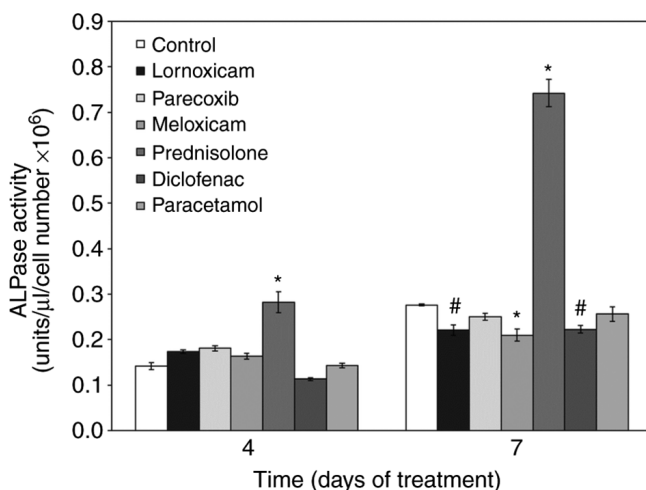 0.9
0.8
0.7
0.6
0.5
0.4
0.3
0.2
0.1
0.0
ALPase activity
(units/μl/cell number ×10⁶)
Control
Lornoxicam
Parecoxib
Meloxicam
Prednisolone
Diclofenac
Paracetamol
*
*
#
*
#
4 7
Time (days of treatment)